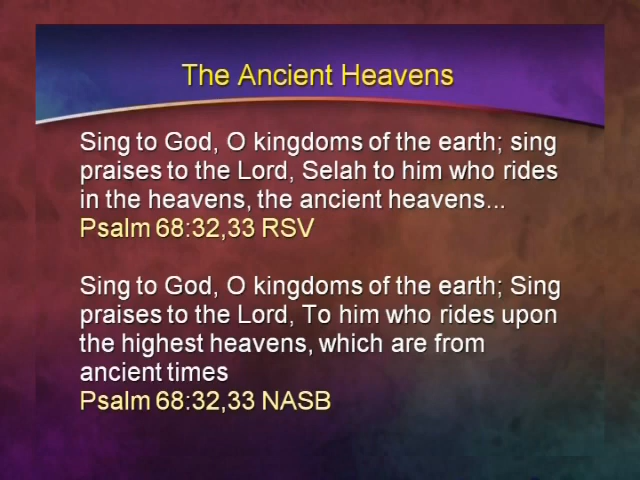 The Ancient Heavens
Sing to God, O kingdoms of the earth; sing
praises to the Lord, Selah to him who rides
in the heavens, the ancient heavens...
Psalm 68:32,33 RSV
Sing to God, O kingdoms of the earth; Sing
praises to the Lord, To him who rides upon
the highest heavens, which are from
ancient times
Psalm 68:32,33 NASB